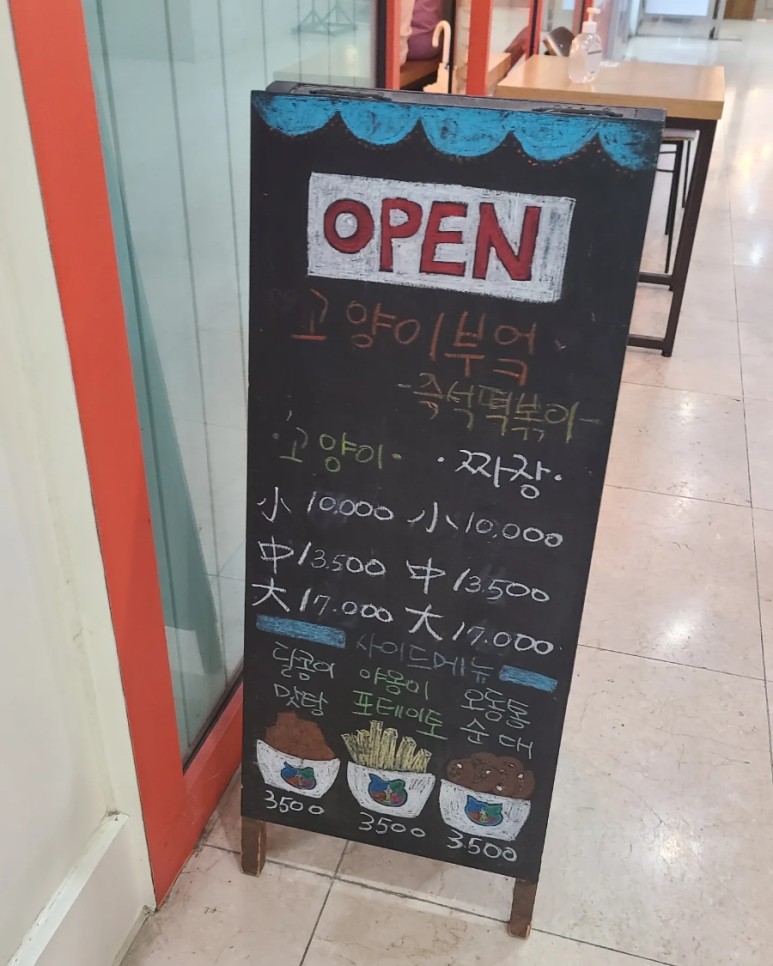 OPEN
고양이부엌
-즉석떡볶이-
·고양이· ·짜장·
小 10,000 小 10,000
中 13,500 中 13,500
大 17,000 大 17,000
사이드메뉴
달콤이 야옹이 오동통
맛탕 포테이토 순대
3500 3500 3500